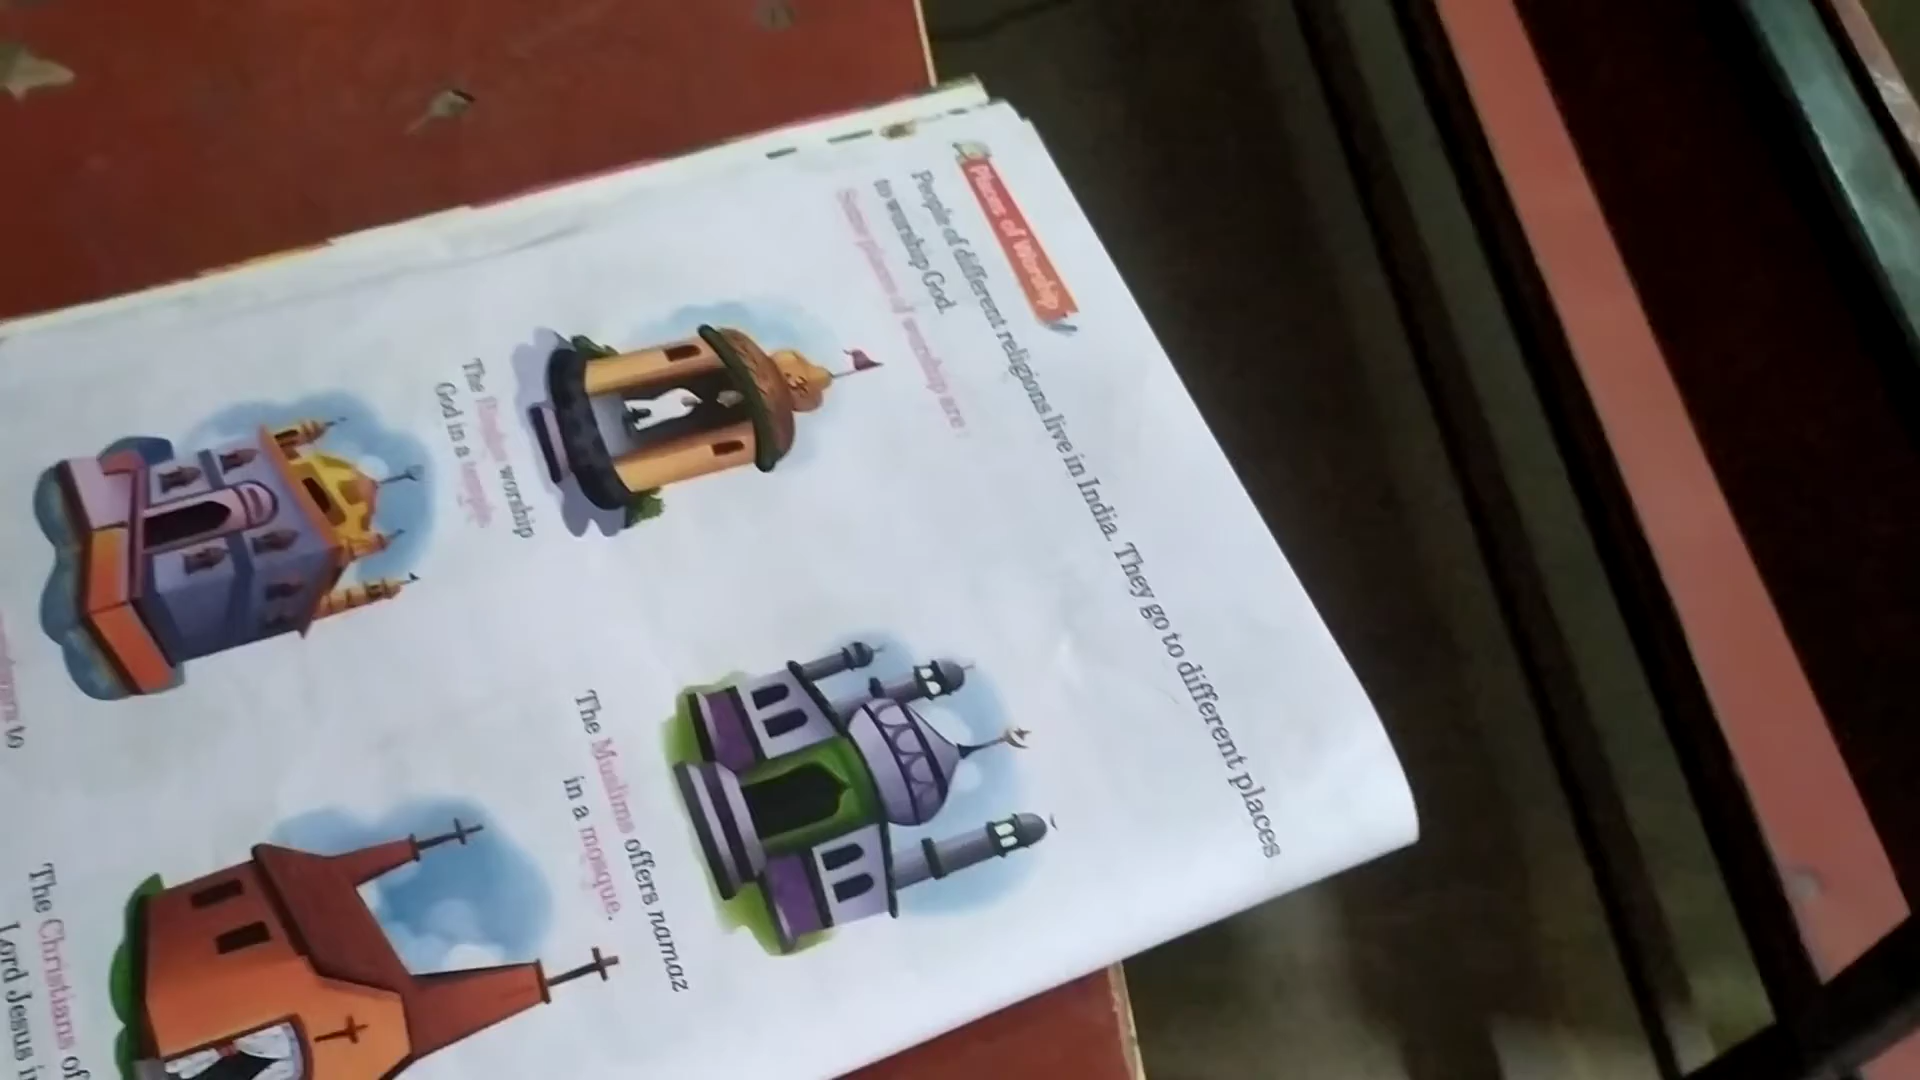 Places of Worship
People of different religions live in India. They go to different places
to worship God.
Some places of worship are :
The Hindus worship
God in a temple.
The Muslims offers namaz
in a mosque.
to
The Christians of
Lord Jesus in